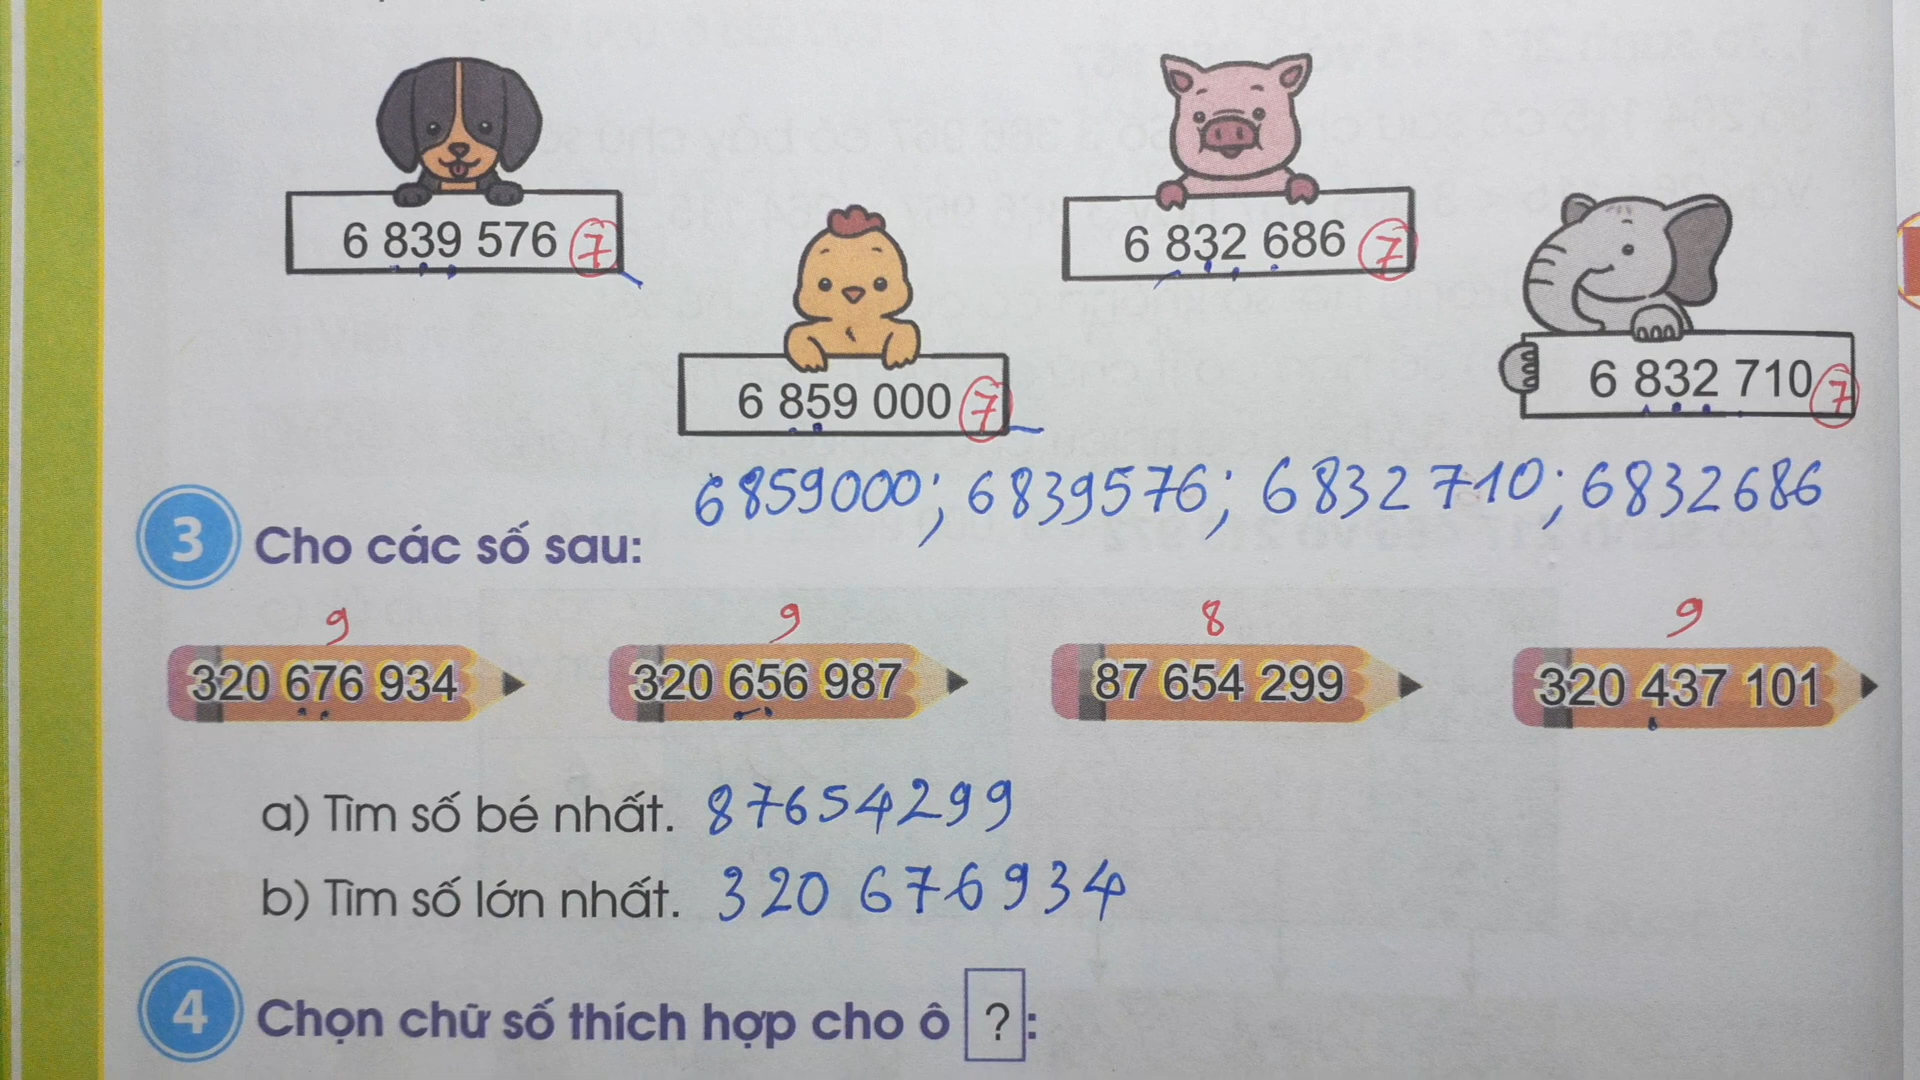 6 839 576 7
6 832 686 7
6 859 000 7
6 832 710 7
6859000; 6839576; 6832710; 6832686
3 Cho các số sau:
9 9 8 9
320 676 934 320 656 987 87 654 299 320 437 101
a) Tìm số bé nhất. 87654299
b) Tìm số lớn nhất. 320 676934
4 Chọn chữ số thích hợp cho ô ? :